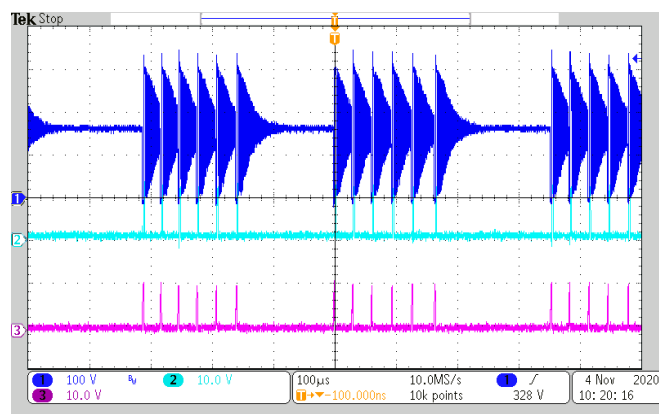 Tek Stop
T
T
1
2
3
1 100 V BW 2 10.0 V
3 10.0 V
100µs 10.0MS/s 1 328 V
T→▼-100.000ns 10k points
4 Nov 2020
10:20:16